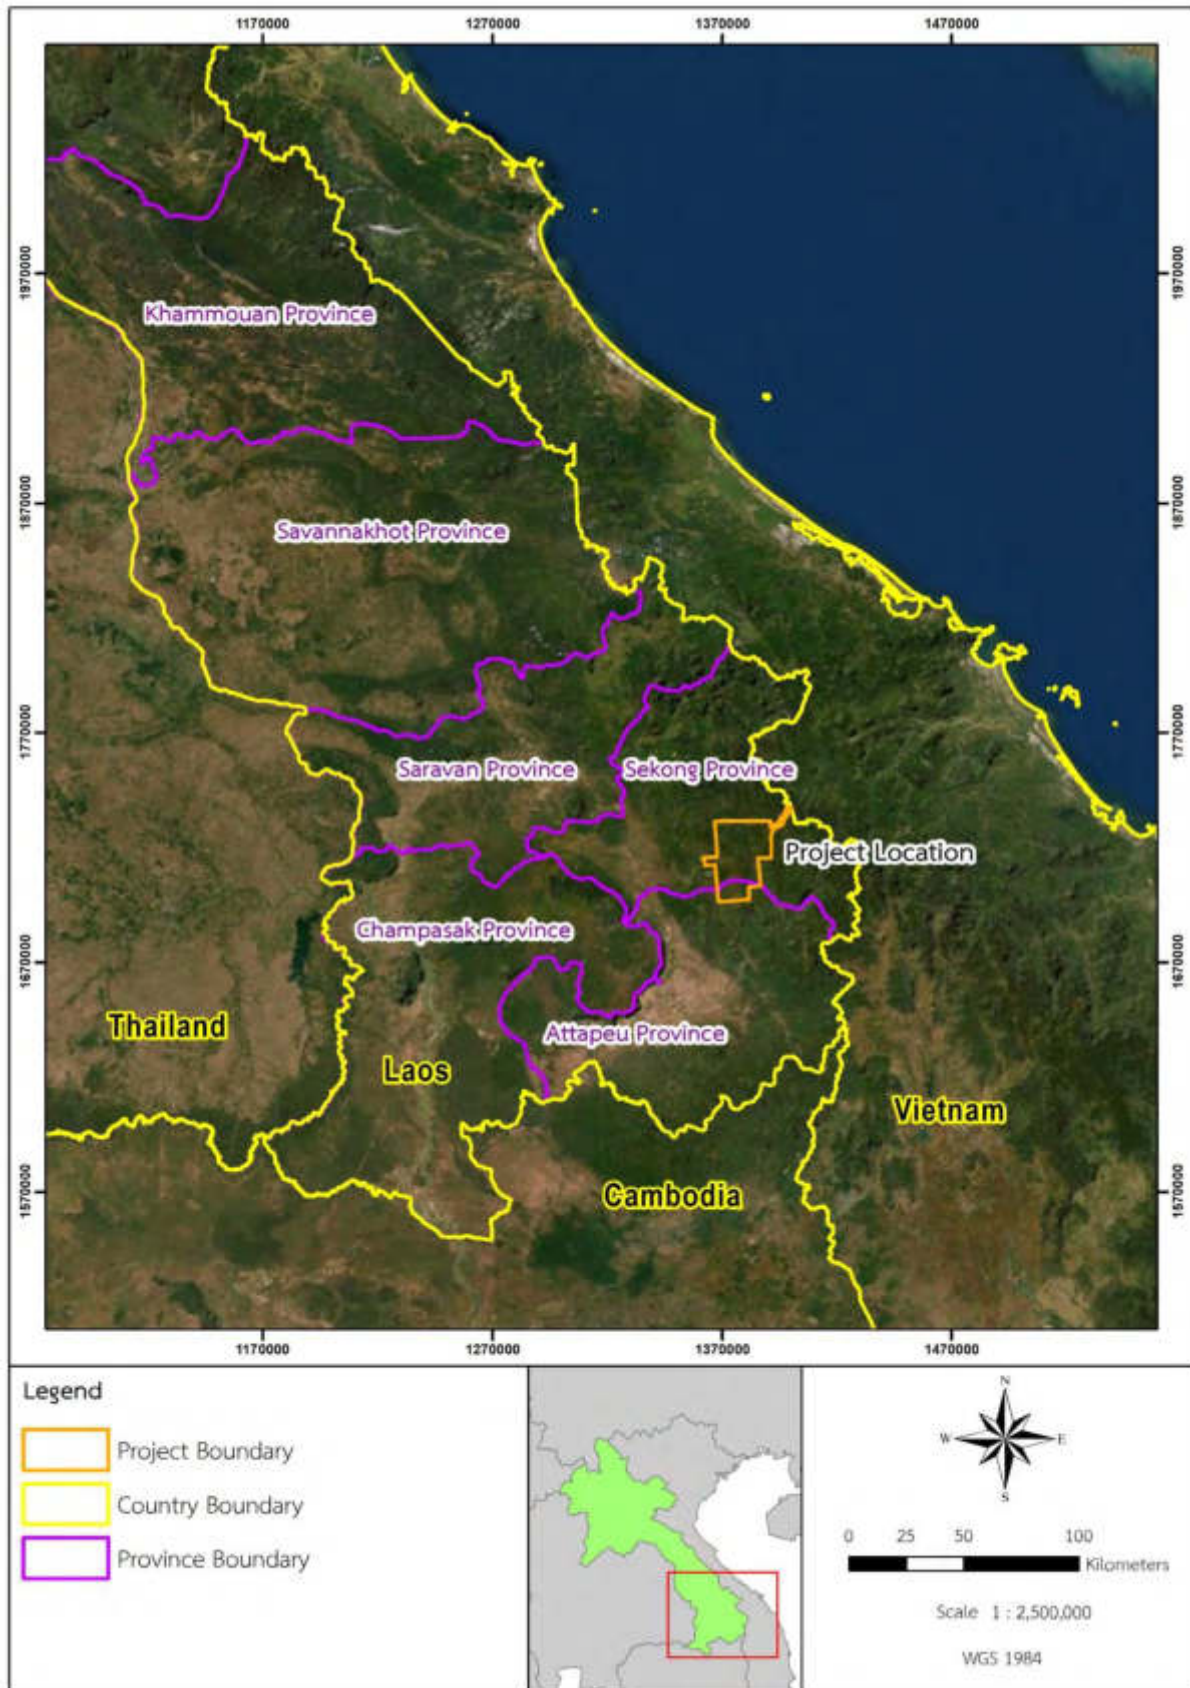 1170000 1270000 1370000 1470000
1970000 1970000
Khammouan Province
1870000 1870000
Savannakhot Province
1770000 1770000
Saravan Province Sekong Province
Project Location
Champasak Province
1670000 1670000
Thailand
Attapeu Province
Laos
Vietnam
Cambodia
1570000 1570000
1170000 1270000 1370000 1470000
Legend
Project Boundary
Country Boundary
Province Boundary
N
W E
S
0 25 50 100
Kilometers
Scale 1 : 2,500,000
WGS 1984